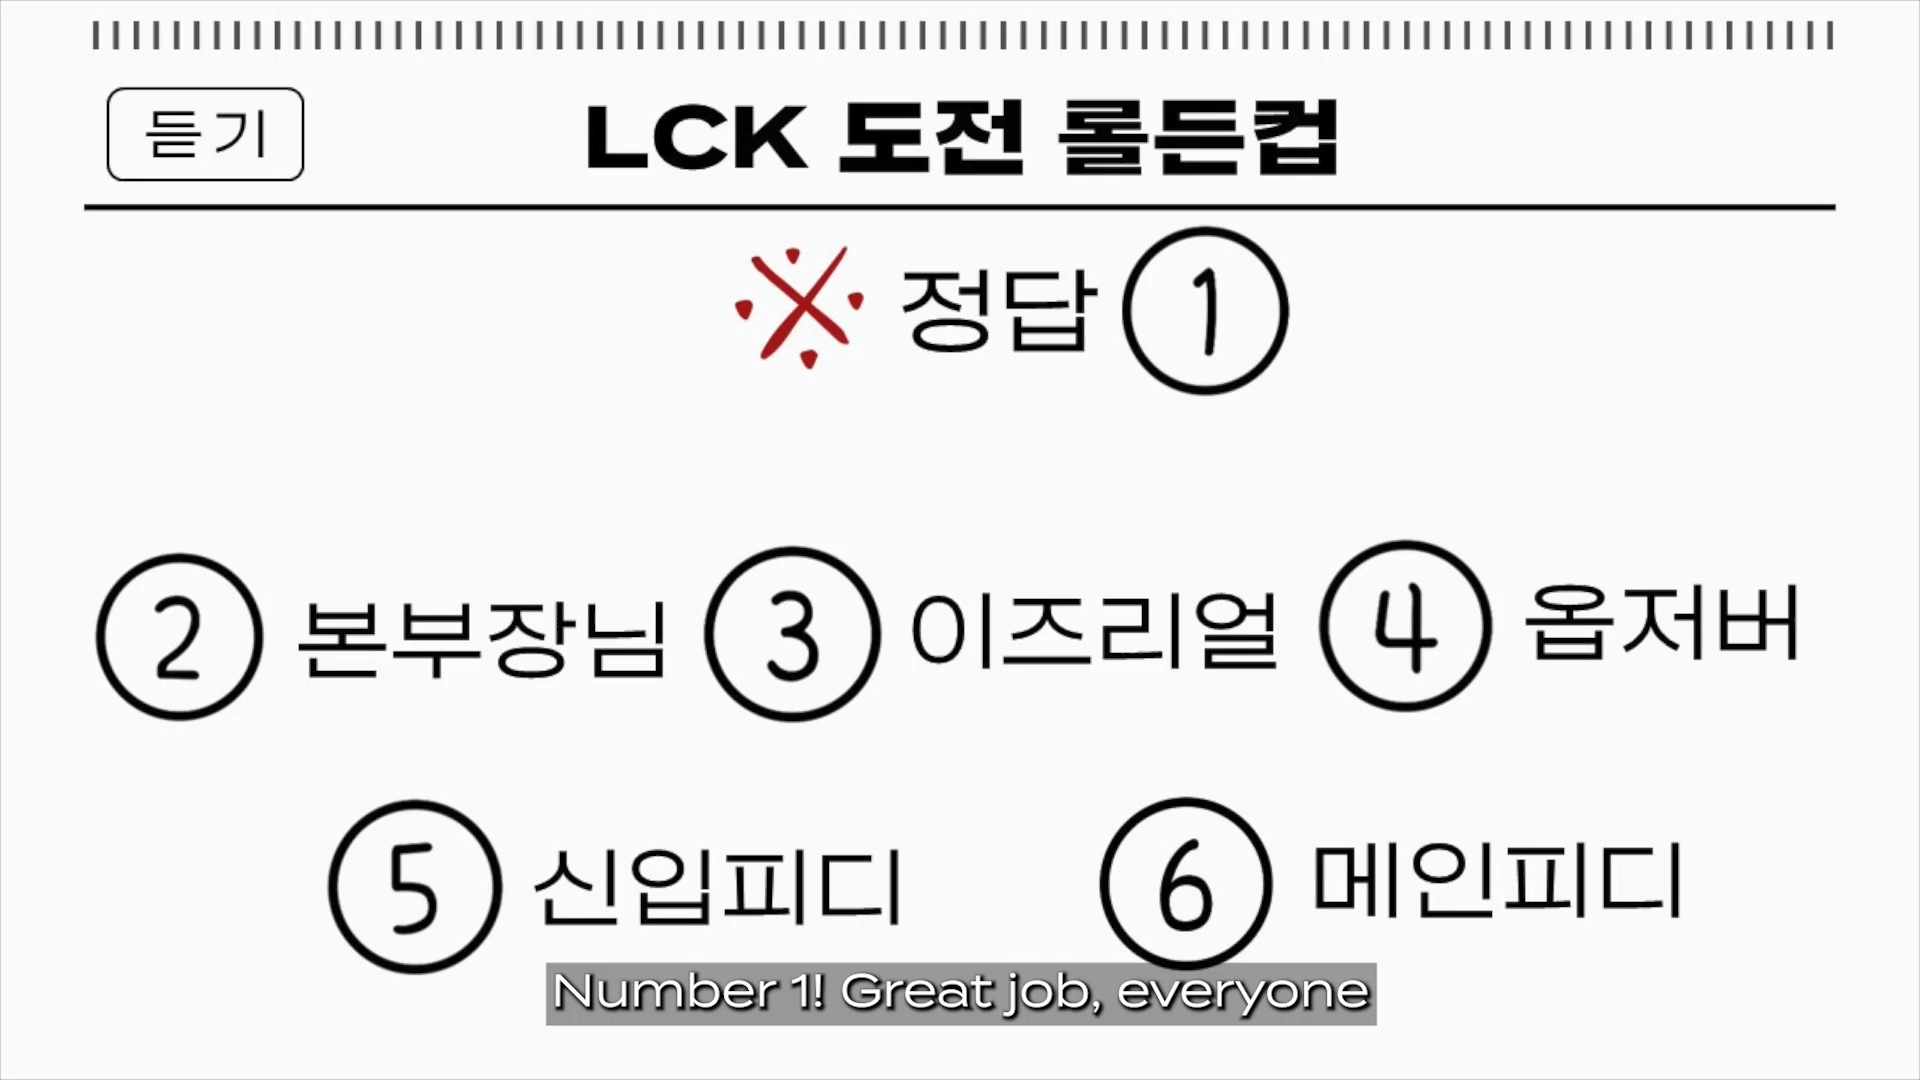 듣기
LCK 도전 롤든컵
※ 정답 ①
② 본부장님 ③ 이즈리얼 ④ 옵저버
⑤ 신입피디 ⑥ 메인피디
Number 1! Great job, everyone